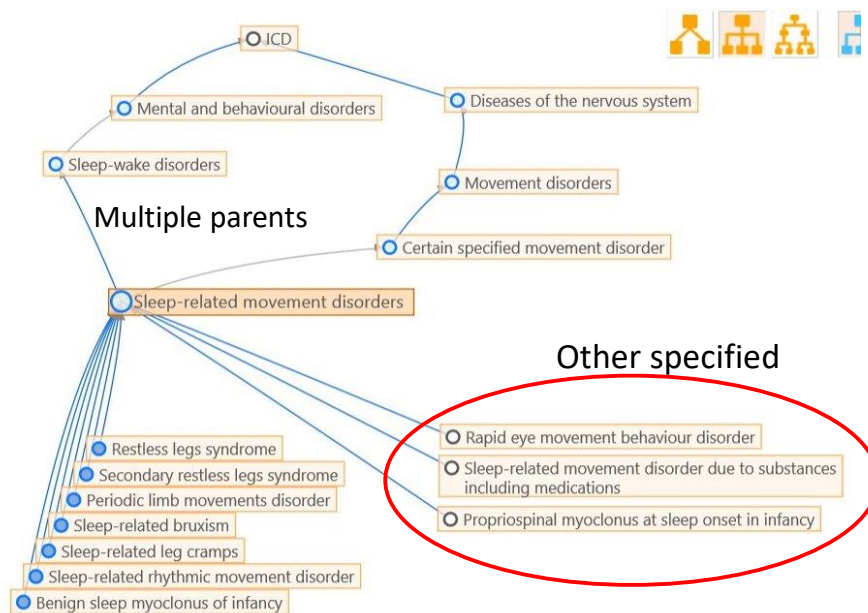 ICD
Mental and behavioural disorders
Diseases of the nervous system
Sleep-wake disorders
Movement disorders
Multiple parents
Certain specified movement disorder
Sleep-related movement disorders
Other specified
Rapid eye movement behaviour disorder
Sleep-related movement disorder due to substances
including medications
Propriospinal myoclonus at sleep onset in infancy
Restless legs syndrome
Secondary restless legs syndrome
Periodic limb movements disorder
Sleep-related bruxism
Sleep-related leg cramps
Sleep-related rhythmic movement disorder
Benign sleep myoclonus of infancy